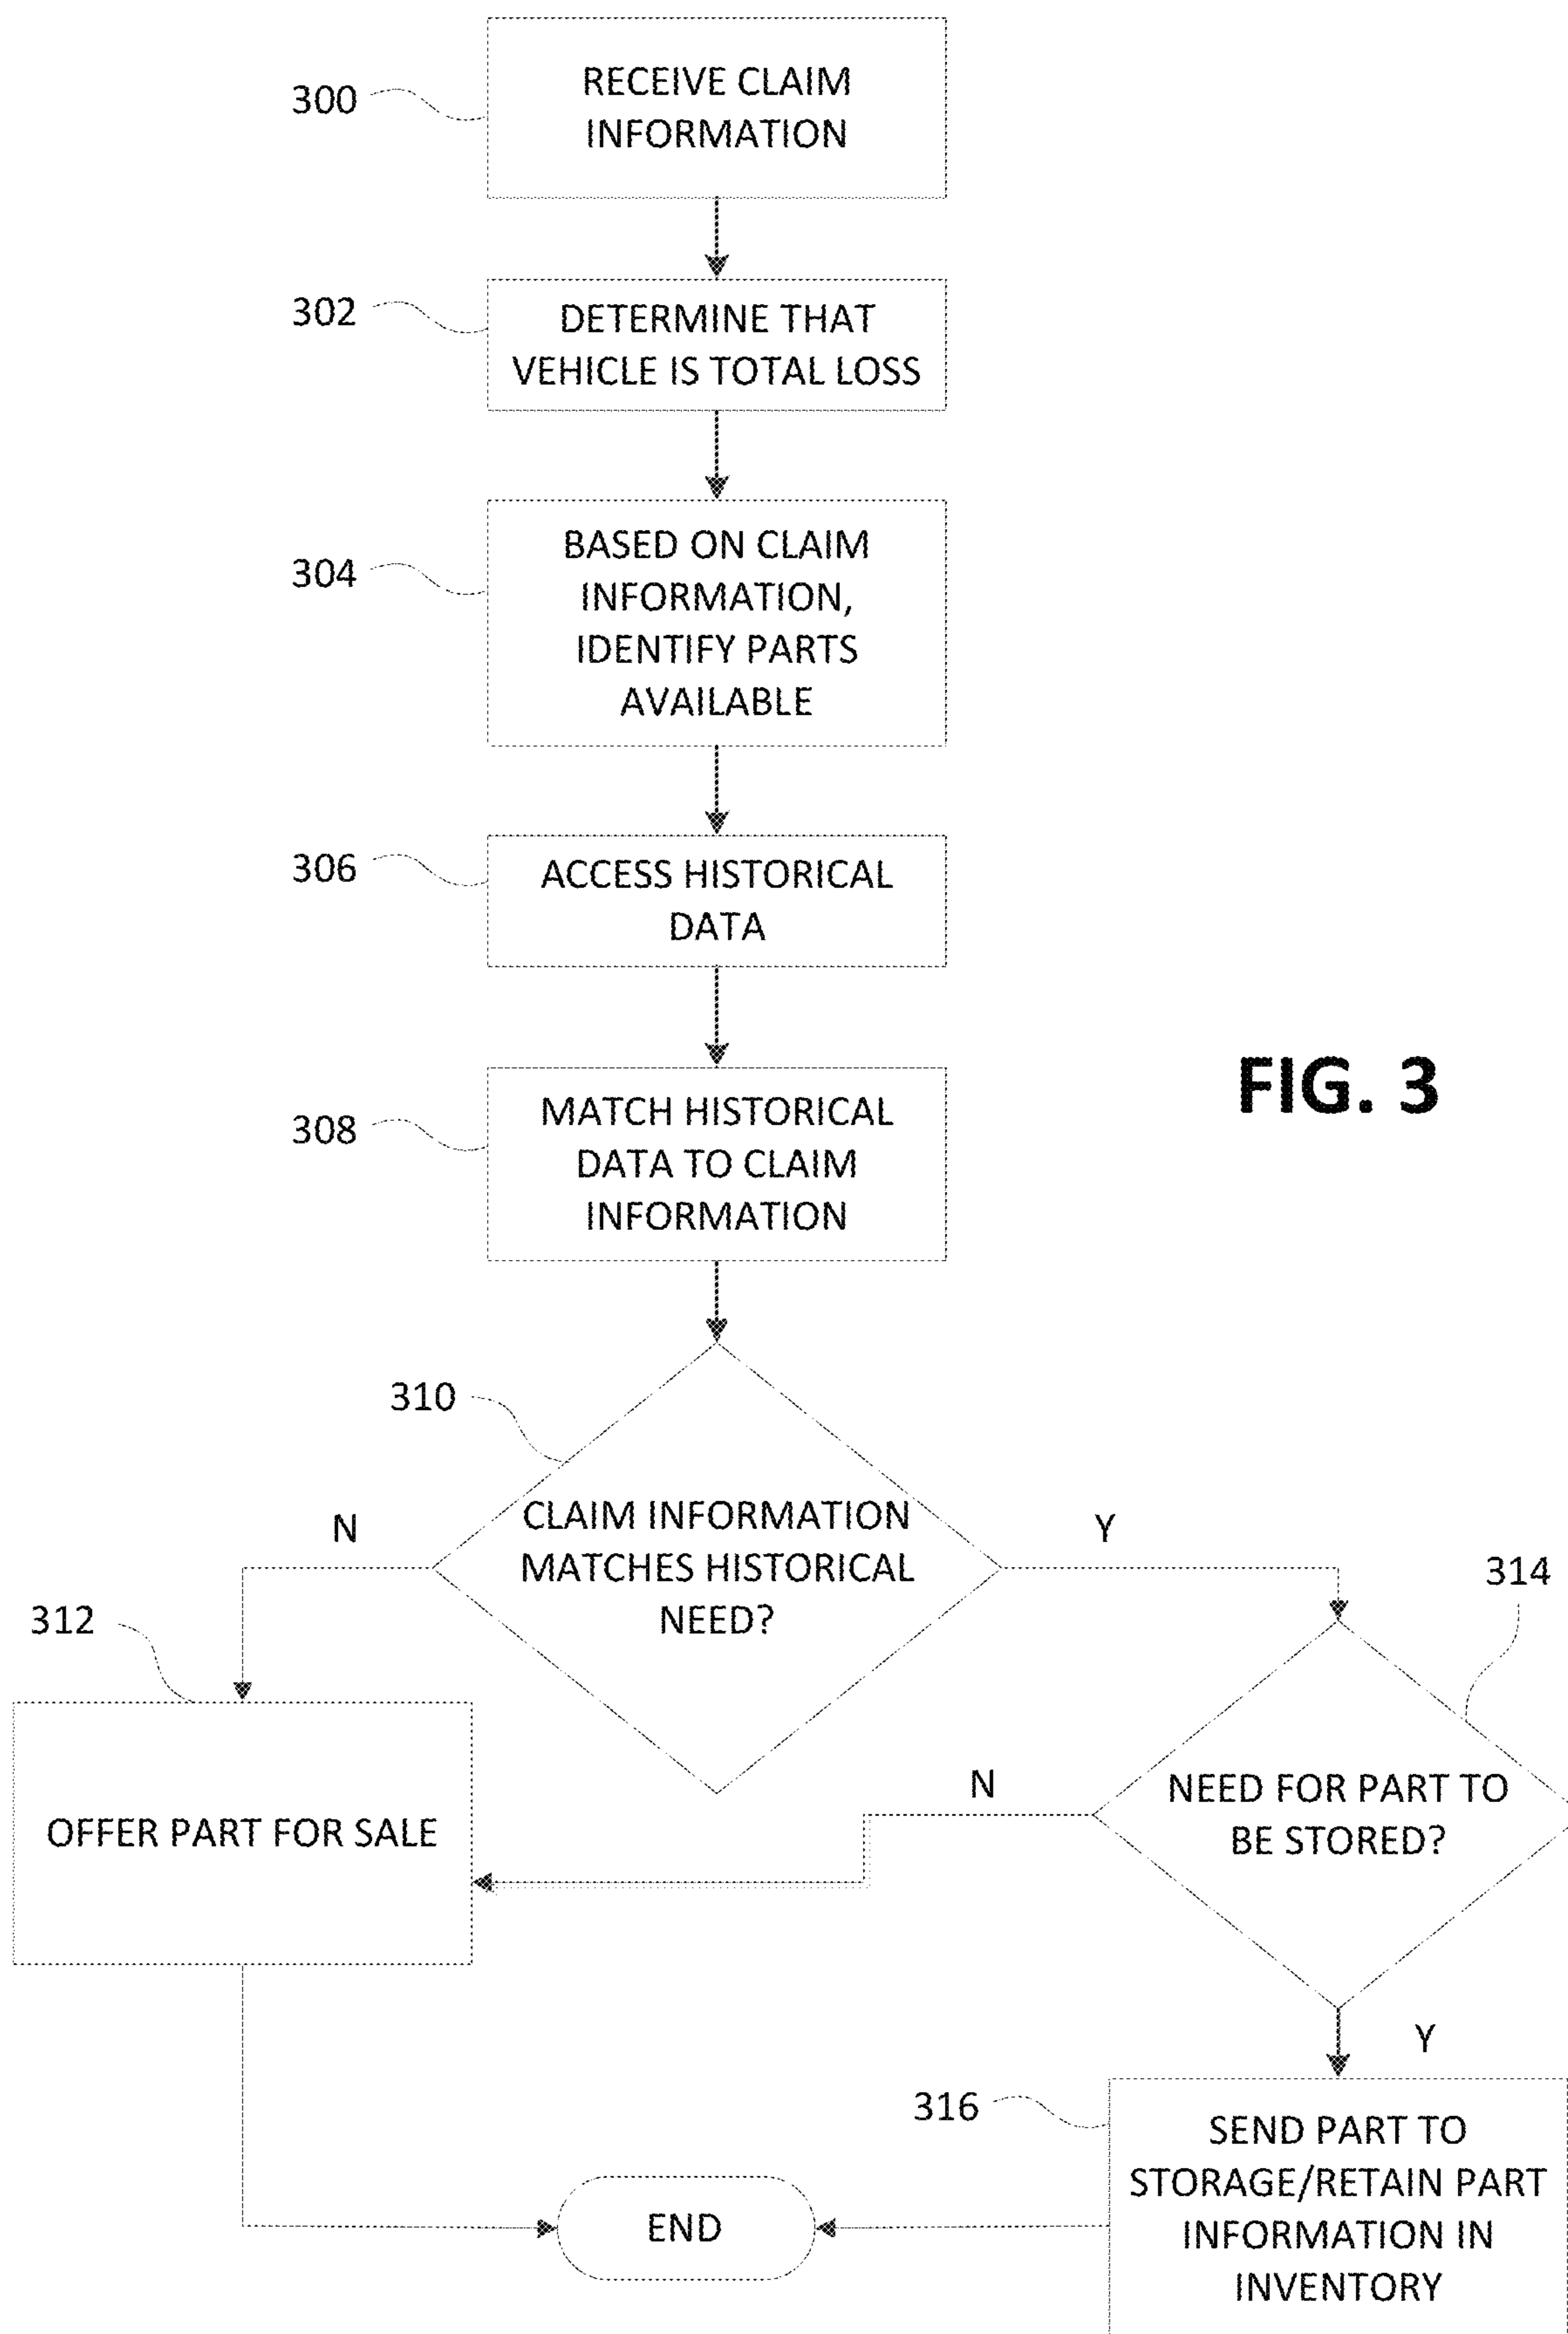 300
RECEIVE CLAIM
INFORMATION
302
DETERMINE THAT
VEHICLE IS TOTAL LOSS
304
BASED ON CLAIM
INFORMATION,
IDENTIFY PARTS
AVAILABLE
306
ACCESS HISTORICAL
DATA
FIG. 3
308
MATCH HISTORICAL
DATA TO CLAIM
INFORMATION
310
CLAIM INFORMATION
MATCHES HISTORICAL
NEED?
N
Y
312
OFFER PART FOR SALE
314
NEED FOR PART TO
BE STORED?
N
Y
316
SEND PART TO
STORAGE/RETAIN PART
INFORMATION IN
INVENTORY
END